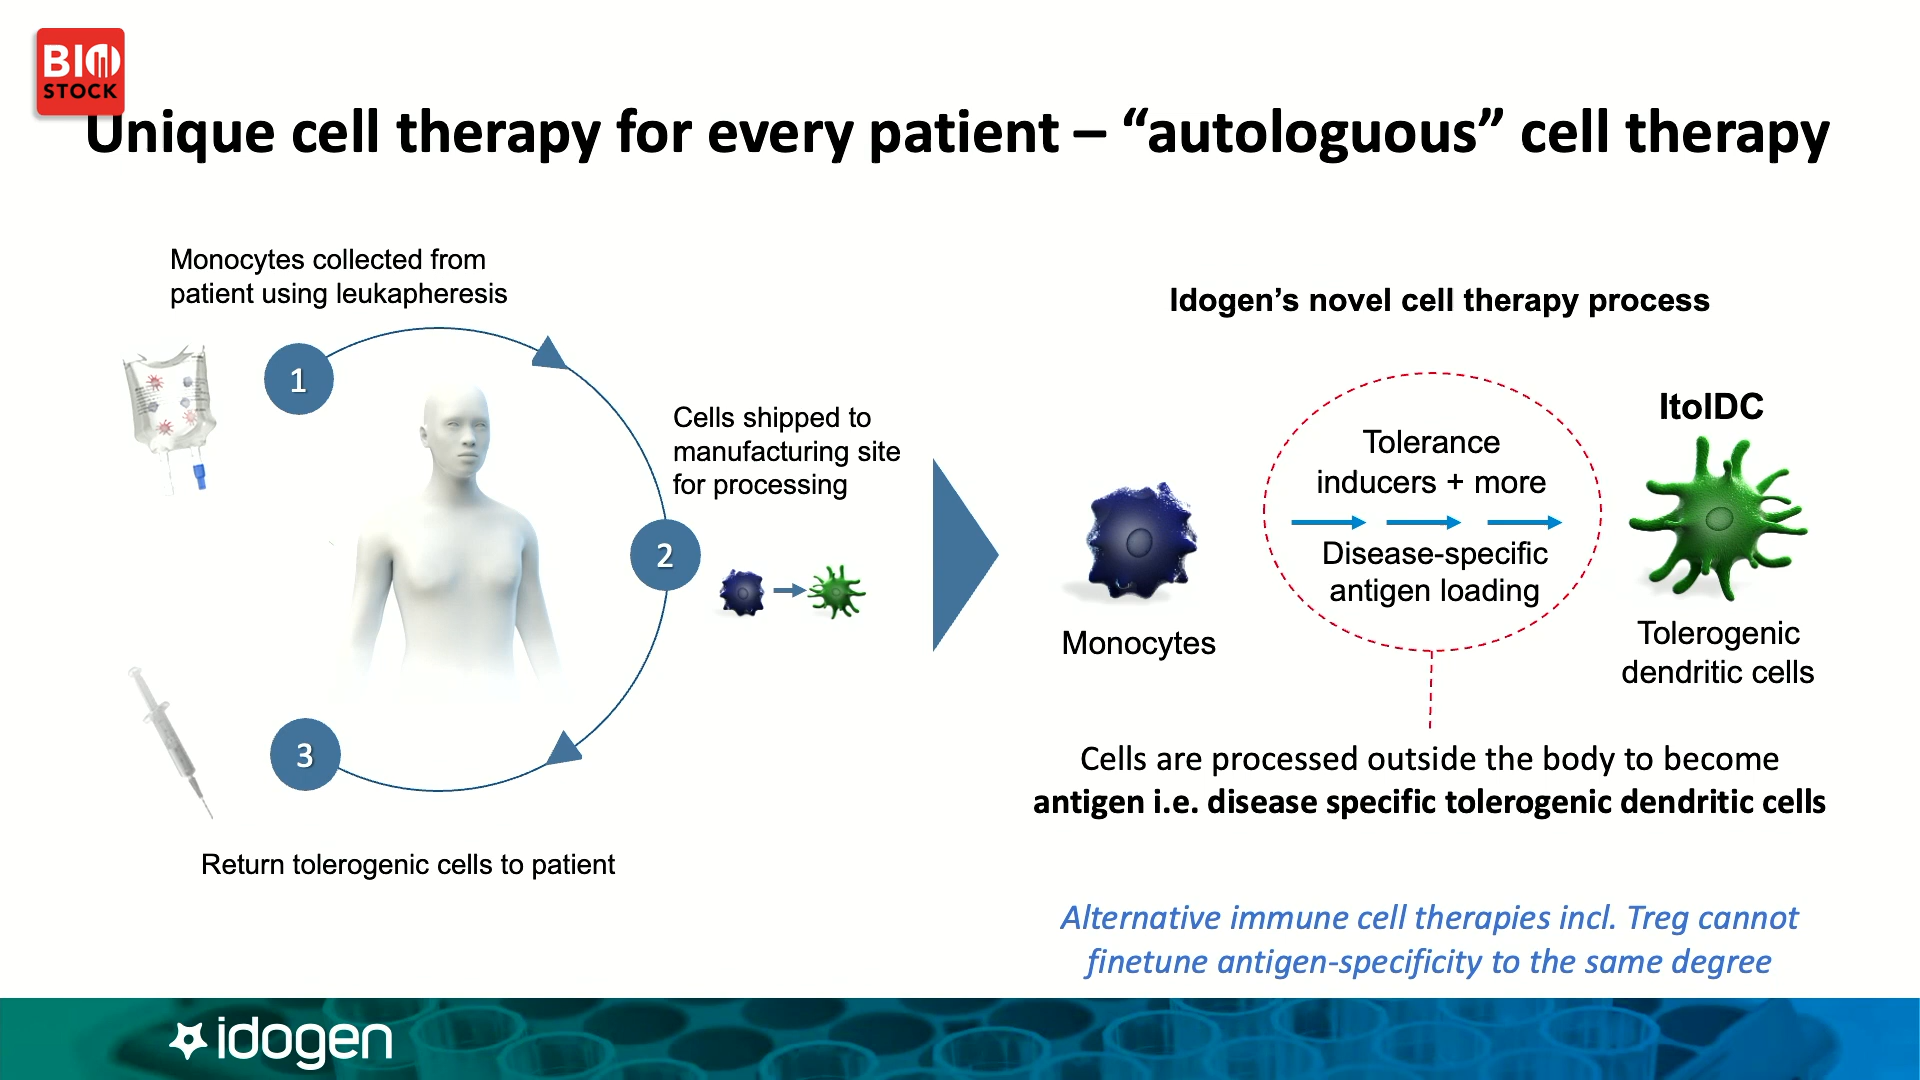 BIO
STOCK
Unique cell therapy for every patient – “autologuous” cell therapy
Monocytes collected from
patient using leukapheresis
1
Cells shipped to
manufacturing site
for processing
2
3
Return tolerogenic cells to patient
Idogen’s novel cell therapy process
ItolDC
Tolerance
inducers + more
Disease-specific
antigen loading
Monocytes
Tolerogenic
dendritic cells
Cells are processed outside the body to become
antigen i.e. disease specific tolerogenic dendritic cells
Alternative immune cell therapies incl. Treg cannot
finetune antigen-specificity to the same degree
idogen